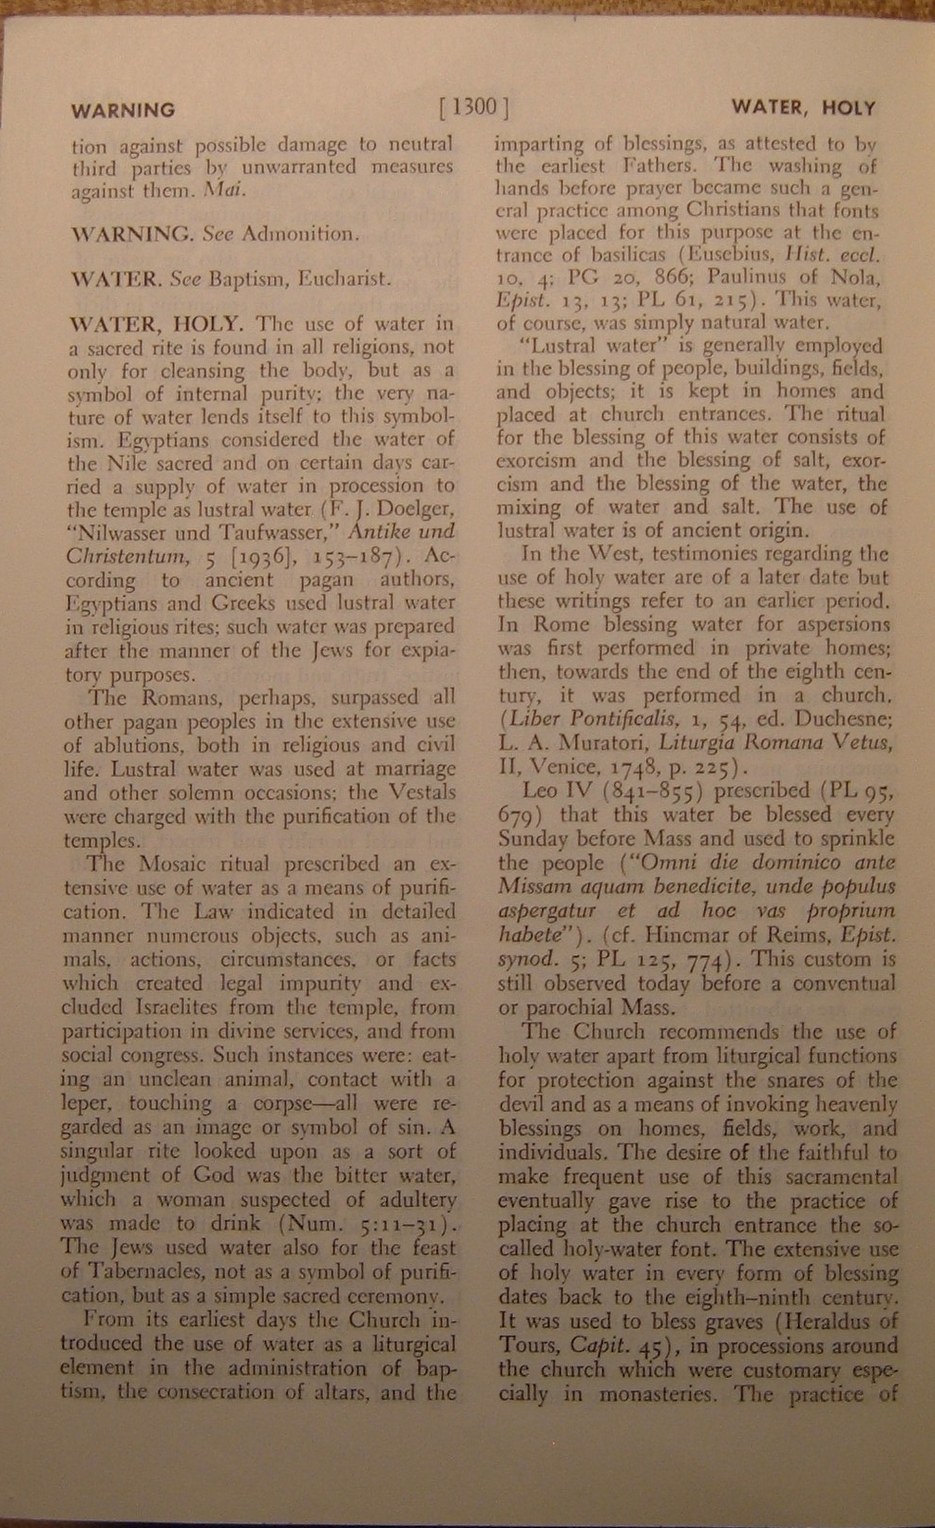 WARNING [ 1300 ] WATER, HOLY
tion against possible damage to neutral
third parties by unwarranted measures
against them. Mai.
WARNING. See Admonition.
WATER. See Baptism, Eucharist.
WATER, HOLY. The use of water in
a sacred rite is found in all religions, not
only for cleansing the body, but as a
symbol of internal purity; the very na-
ture of water lends itself to this symbol-
ism. Egyptians considered the water of
the Nile sacred and on certain days car-
ried a supply of water in procession to
the temple as lustral water (F. J. Doelger,
“Nilwasser und Taufwasser,” Antike und
Christentum, 5 [1936], 153–187). Ac-
cording to ancient pagan authors,
Egyptians and Greeks used lustral water
in religious rites; such water was prepared
after the manner of the Jews for expia-
tory purposes.
The Romans, perhaps, surpassed all
other pagan peoples in the extensive use
of ablutions, both in religious and civil
life. Lustral water was used at marriage
and other solemn occasions; the Vestals
were charged with the purification of the
temples.
The Mosaic ritual prescribed an ex-
tensive use of water as a means of purifi-
cation. The Law indicated in detailed
manner numerous objects, such as ani-
mals, actions, circumstances, or facts
which created legal impurity and ex-
cluded Israelites from the temple, from
participation in divine services, and from
social congress. Such instances were: eat-
ing an unclean animal, contact with a
leper, touching a corpse—all were re-
garded as an image or symbol of sin. A
singular rite looked upon as a sort of
judgment of God was the bitter water,
which a woman suspected of adultery
was made to drink (Num. 5:11–31).
The Jews used water also for the feast
of Tabernacles, not as a symbol of purifi-
cation, but as a simple sacred ceremony.
From its earliest days the Church in-
troduced the use of water as a liturgical
element in the administration of bap-
tism, the consecration of altars, and the
imparting of blessings, as attested to by
the earliest Fathers. The washing of
hands before prayer became such a gen-
eral practice among Christians that fonts
were placed for this purpose at the en-
trance of basilicas (Eusebius, Hist. eccl.
10, 4; PG 20, 866; Paulinus of Nola,
Epist. 13, 13; PL 61, 215). This water,
of course, was simply natural water.
“Lustral water” is generally employed
in the blessing of people, buildings, fields,
and objects; it is kept in homes and
placed at church entrances. The ritual
for the blessing of this water consists of
exorcism and the blessing of salt, exor-
cism and the blessing of the water, the
mixing of water and salt. The use of
lustral water is of ancient origin.
In the West, testimonies regarding the
use of holy water are of a later date but
these writings refer to an earlier period.
In Rome blessing water for aspersions
was first performed in private homes;
then, towards the end of the eighth cen-
tury, it was performed in a church.
(Liber Pontificalis, 1, 54, ed. Duchesne;
L. A. Muratori, Liturgia Romana Vetus,
II, Venice, 1748, p. 225).
Leo IV (841–855) prescribed (PL 95,
679) that this water be blessed every
Sunday before Mass and used to sprinkle
the people (“Omni die dominico ante
Missam aquam benedicite, unde populus
aspergatur et ad hoc vas proprium
habete”). (cf. Hincmar of Reims, Epist.
synod. 5; PL 125, 774). This custom is
still observed today before a conventual
or parochial Mass.
The Church recommends the use of
holy water apart from liturgical functions
for protection against the snares of the
devil and as a means of invoking heavenly
blessings on homes, fields, work, and
individuals. The desire of the faithful to
make frequent use of this sacramental
eventually gave rise to the practice of
placing at the church entrance the so-
called holy-water font. The extensive use
of holy water in every form of blessing
dates back to the eighth–ninth century.
It was used to bless graves (Heraldus of
Tours, Capit. 45), in processions around
the church which were customary espe-
cially in monasteries. The practice of